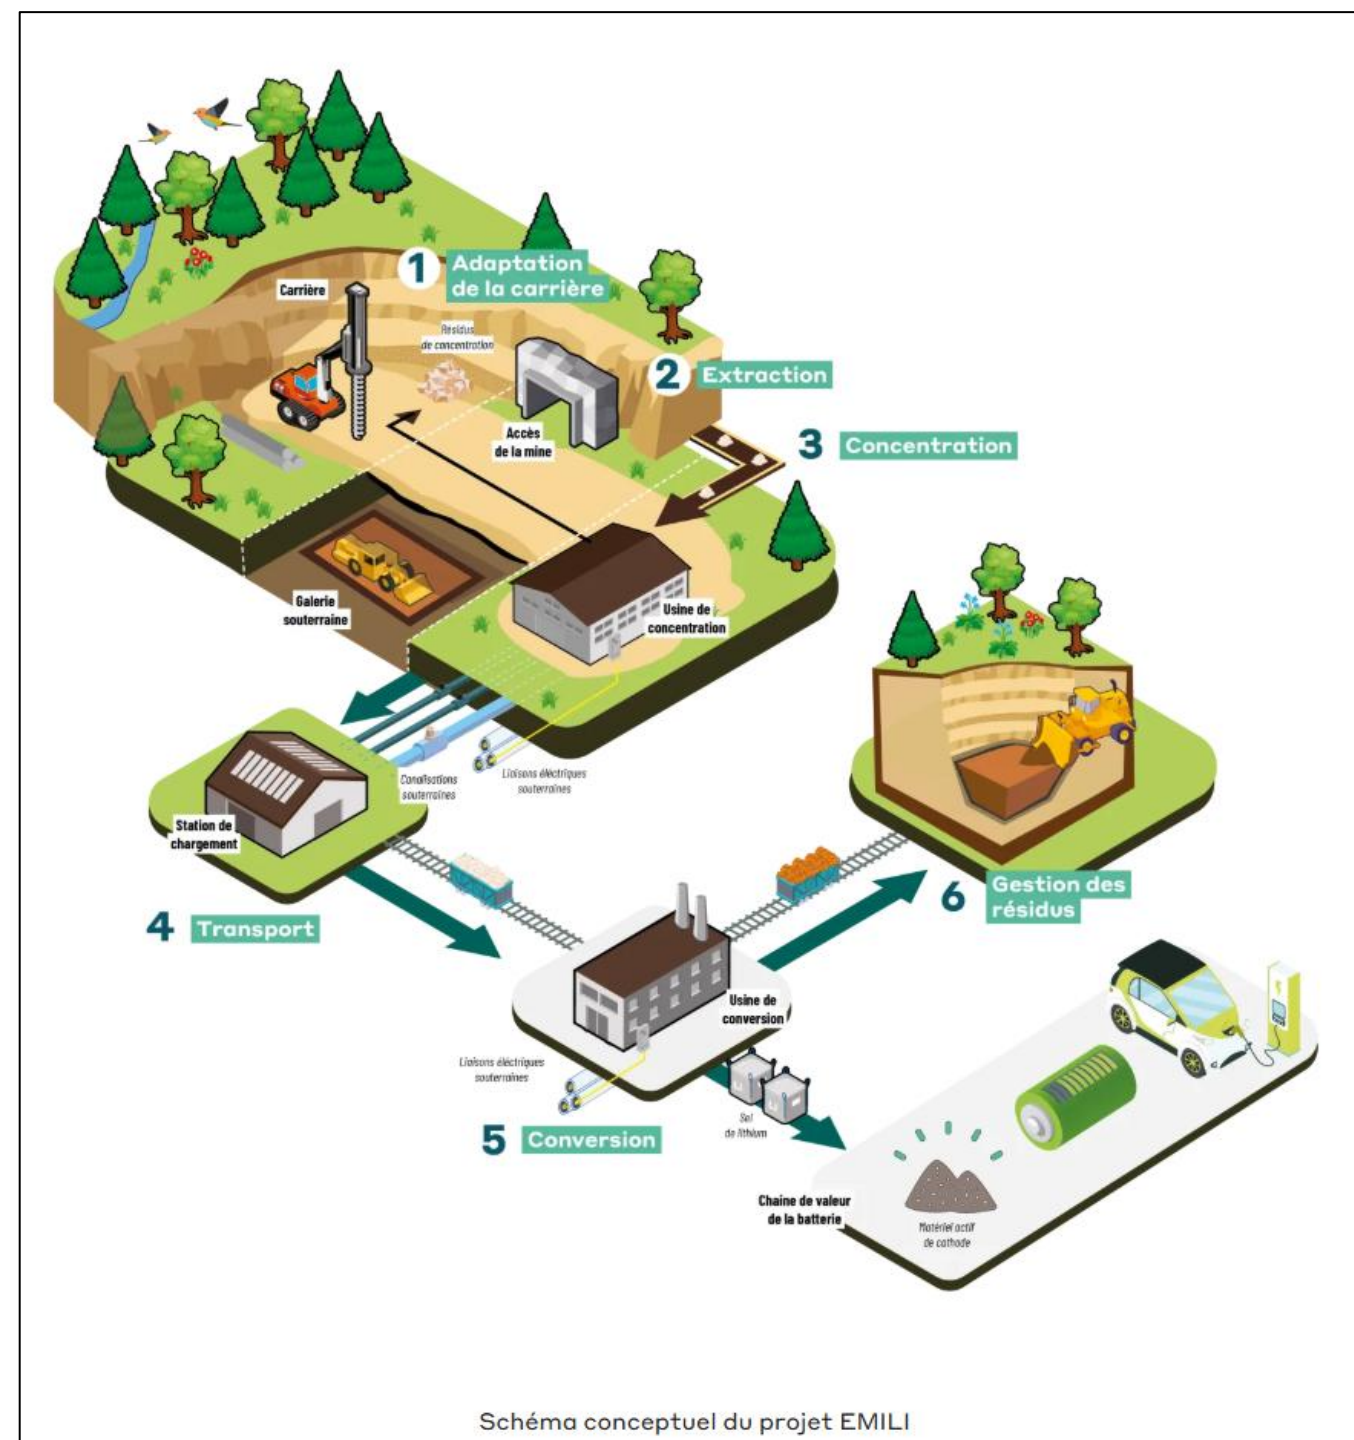 1 Adaptation
de la carrière
Carrière
Résidus
de concentration
2 Extraction
Accès
de la mine
3 Concentration
Galerie
souterraine
Usine de
concentration
Canalisations
souterraines
Liaisons éléctriques
souterraines
Station de
chargement
4 Transport
6 Gestion des
résidus
Usine de
conversion
Liaisons éléctriques
souterraines
5 Conversion
Sel
de lithium
Chaine de valeur
de la batterie
Matériel actif
de cathode
Schéma conceptuel du projet EMILI